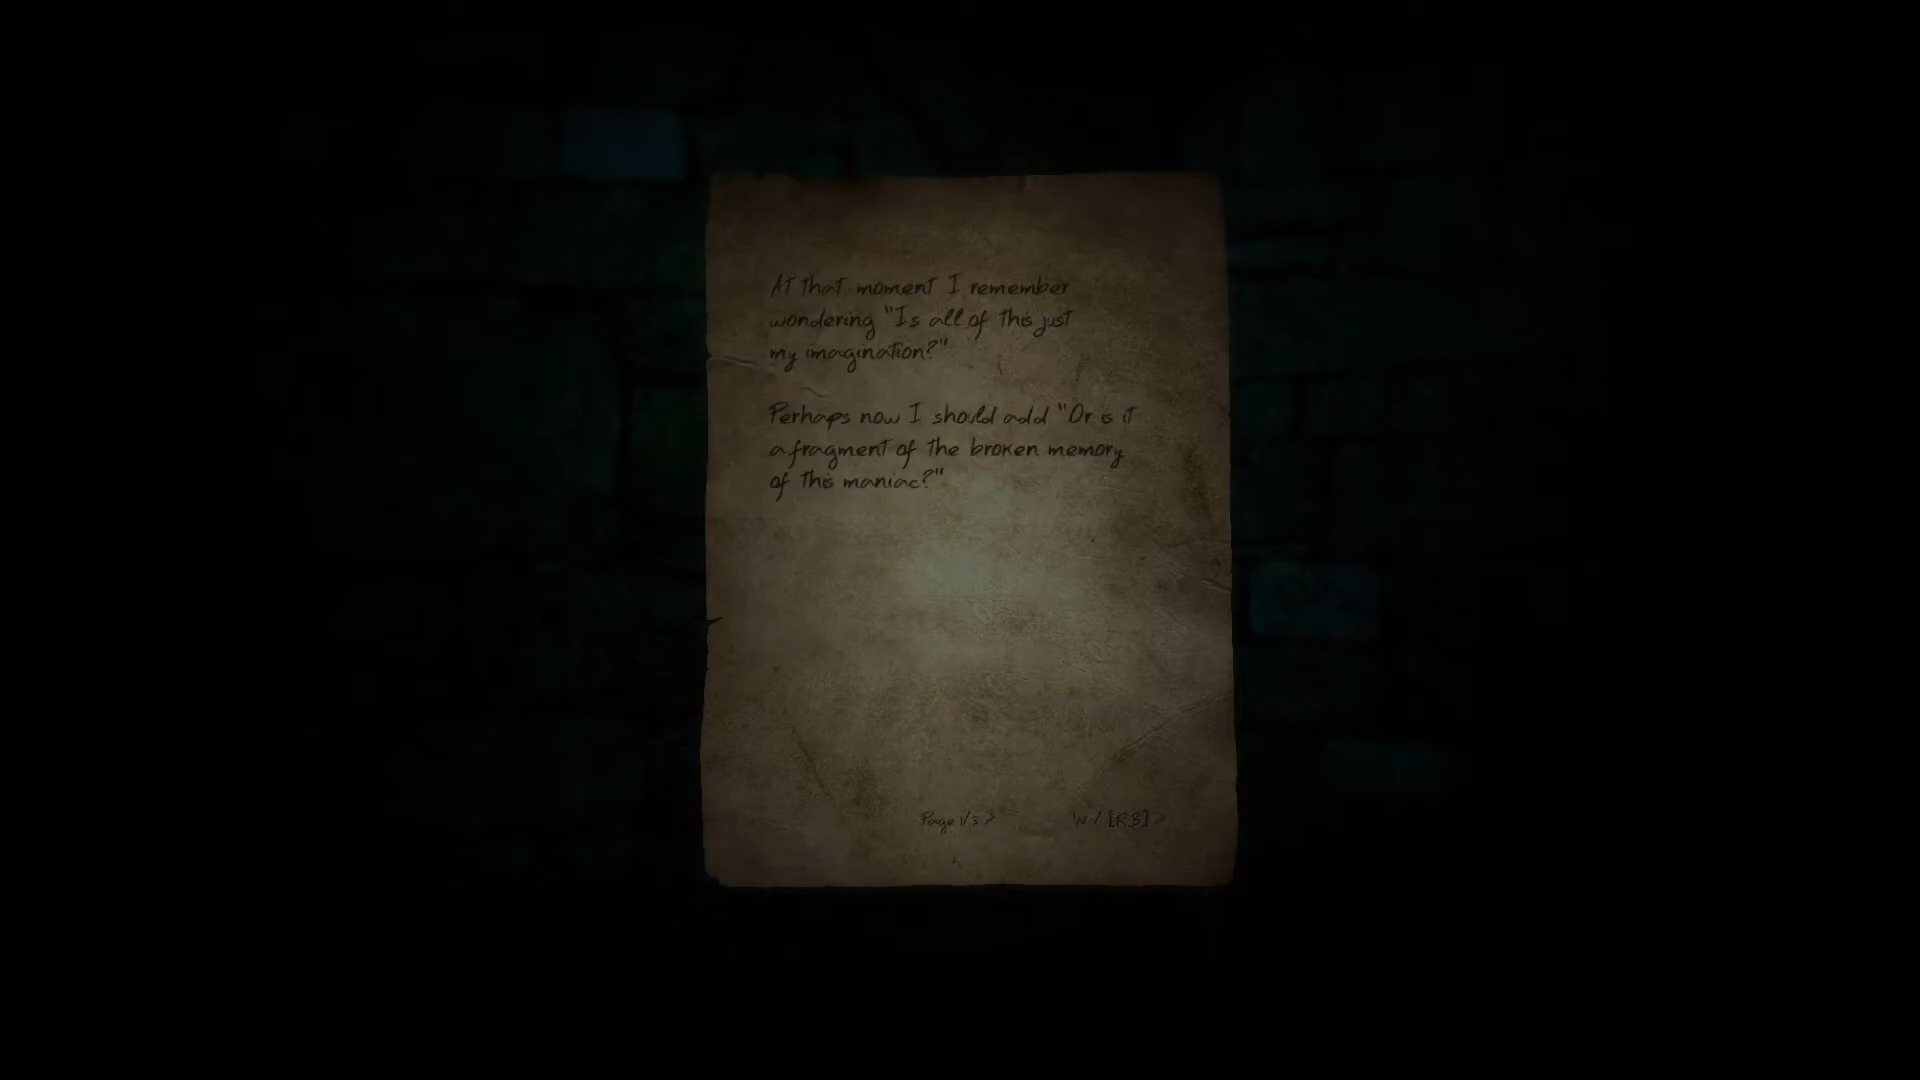 At that moment I remember
wondering "Is all of this just
my imagination?"
Perhaps now I should add "Or is it
a fragment of the broken memory
of this maniac?"
Page 1/3 >
W / [RB] >